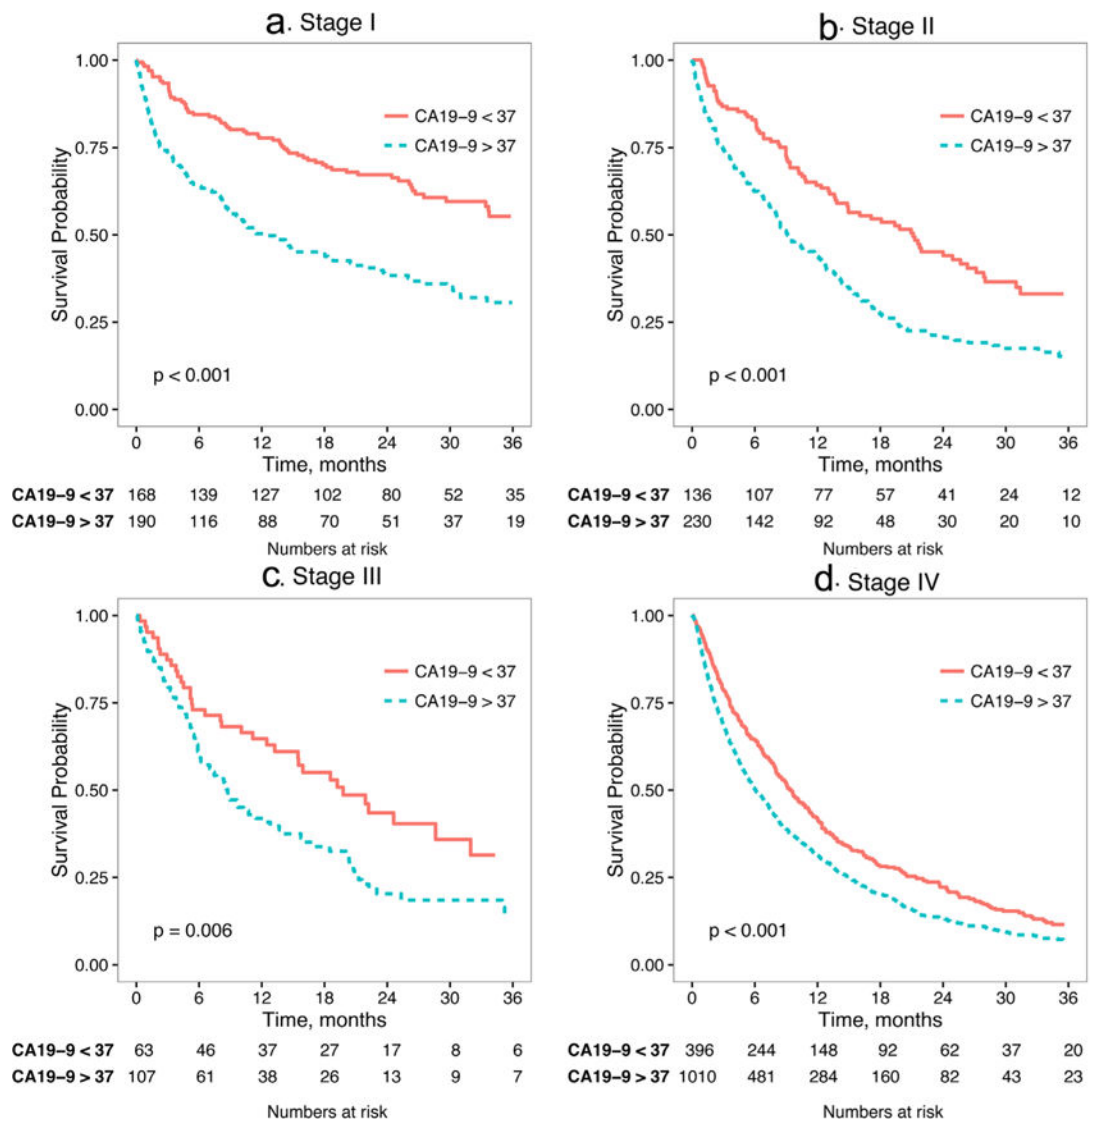 a. Stage I
Survival Probability
1.00
0.75
0.50
0.25
0.00
CA19-9 < 37
CA19-9 > 37
p < 0.001
0 6 12 18 24 30 36
Time, months
CA19-9 < 37 168 139 127 102 80 52 35
CA19-9 > 37 190 116 88 70 51 37 19
Numbers at risk
b. Stage II
Survival Probability
1.00
0.75
0.50
0.25
0.00
CA19-9 < 37
CA19-9 > 37
p < 0.001
0 6 12 18 24 30 36
Time, months
CA19-9 < 37 136 107 77 57 41 24 12
CA19-9 > 37 230 142 92 48 30 20 10
Numbers at risk
c. Stage III
Survival Probability
1.00
0.75
0.50
0.25
0.00
CA19-9 < 37
CA19-9 > 37
p = 0.006
0 6 12 18 24 30 36
Time, months
CA19-9 < 37 63 46 37 27 17 8 6
CA19-9 > 37 107 61 38 26 13 9 7
Numbers at risk
d. Stage IV
Survival Probability
1.00
0.75
0.50
0.25
0.00
CA19-9 < 37
CA19-9 > 37
p < 0.001
0 6 12 18 24 30 36
Time, months
CA19-9 < 37 396 244 148 92 62 37 20
CA19-9 > 37 1010 481 284 160 82 43 23
Numbers at risk